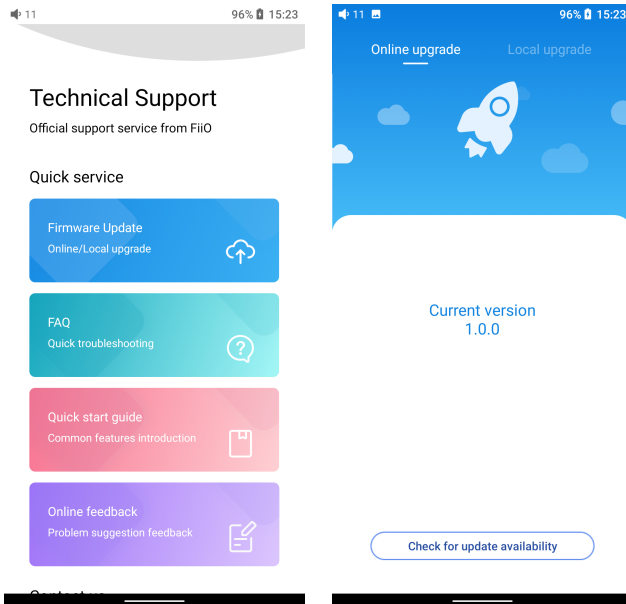 11
96% 15:23
Technical Support
Official support service from FiiO
Quick service
Firmware Update
Online/Local upgrade
FAQ
Quick troubleshooting
Quick start guide
Common features introduction
Online feedback
Problem suggestion feedback
Contact us
11
96% 15:23
Online upgrade
Local upgrade
Current version
1.0.0
Check for update availability